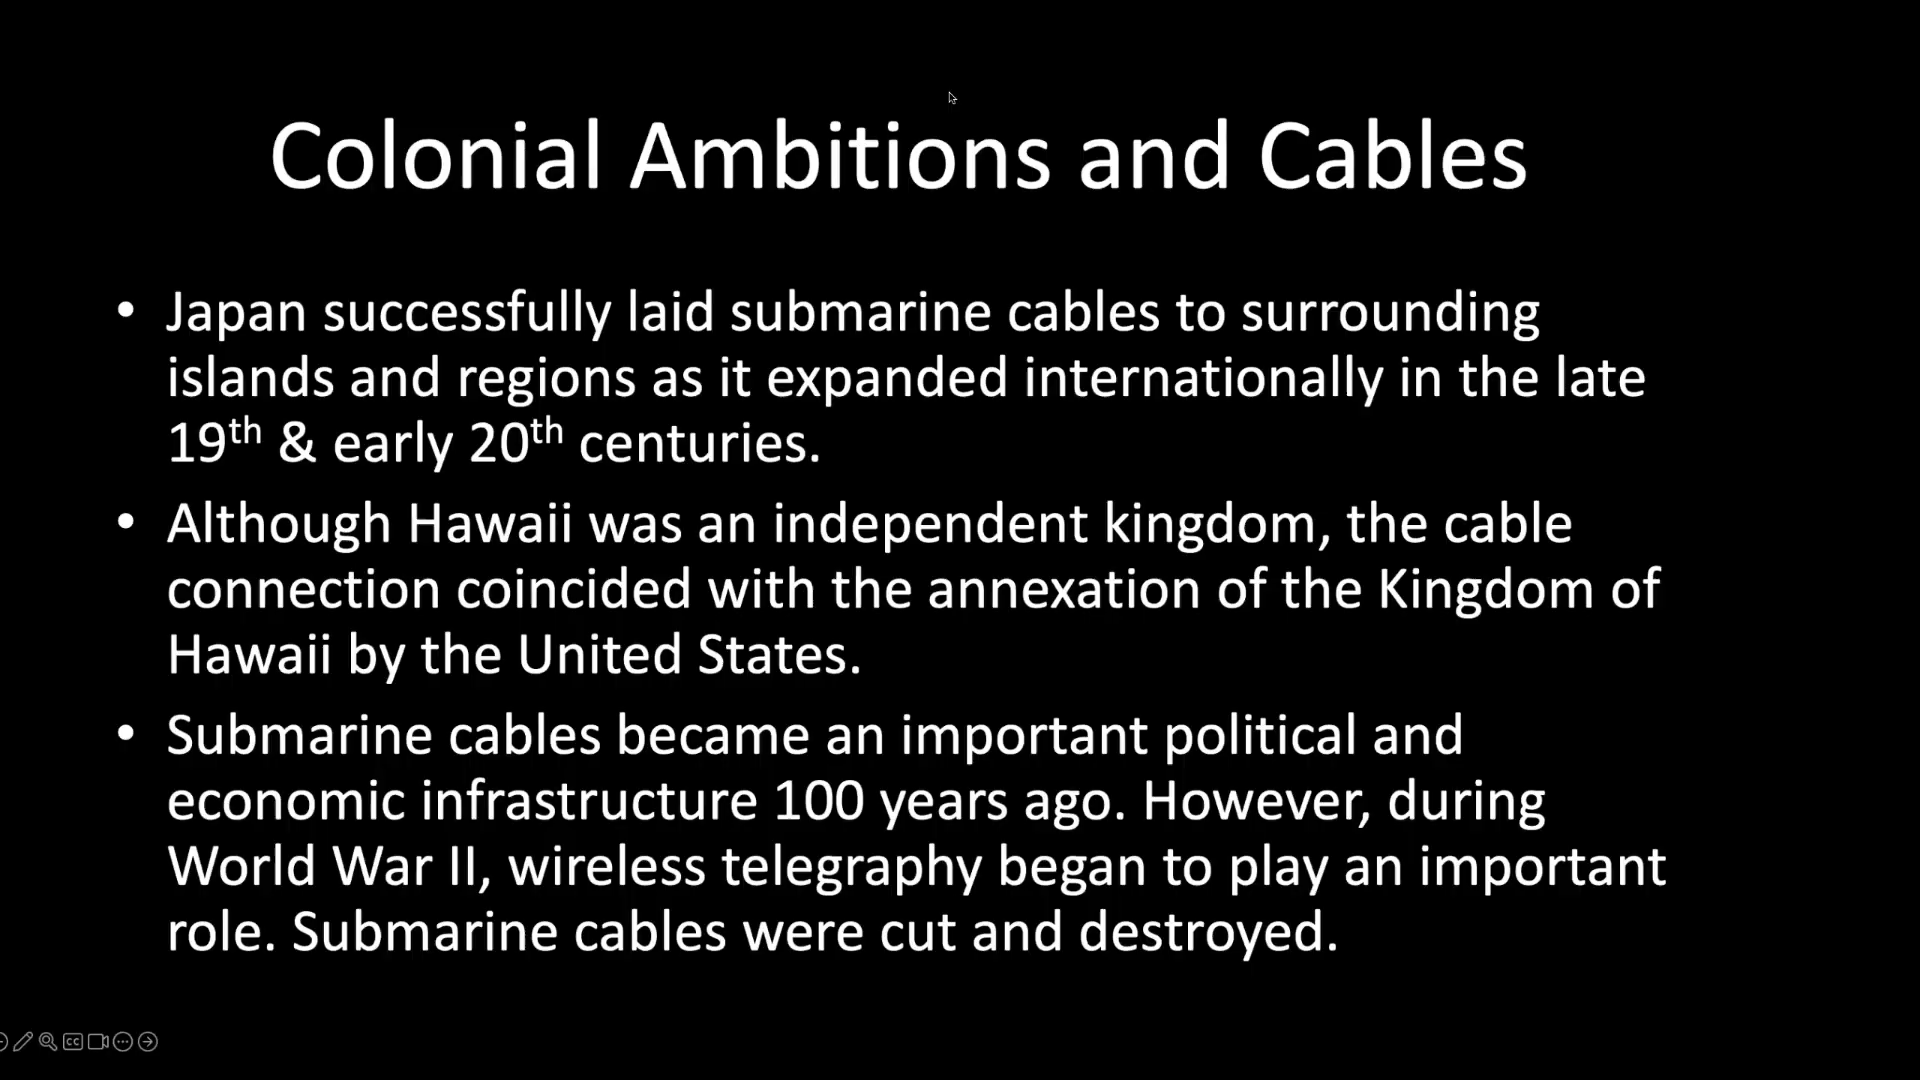 Colonial Ambitions and Cables
• Japan successfully laid submarine cables to surrounding
islands and regions as it expanded internationally in the late
19th & early 20th centuries.
• Although Hawaii was an independent kingdom, the cable
connection coincided with the annexation of the Kingdom of
Hawaii by the United States.
• Submarine cables became an important political and
economic infrastructure 100 years ago. However, during
World War II, wireless telegraphy began to play an important
role. Submarine cables were cut and destroyed.
CC